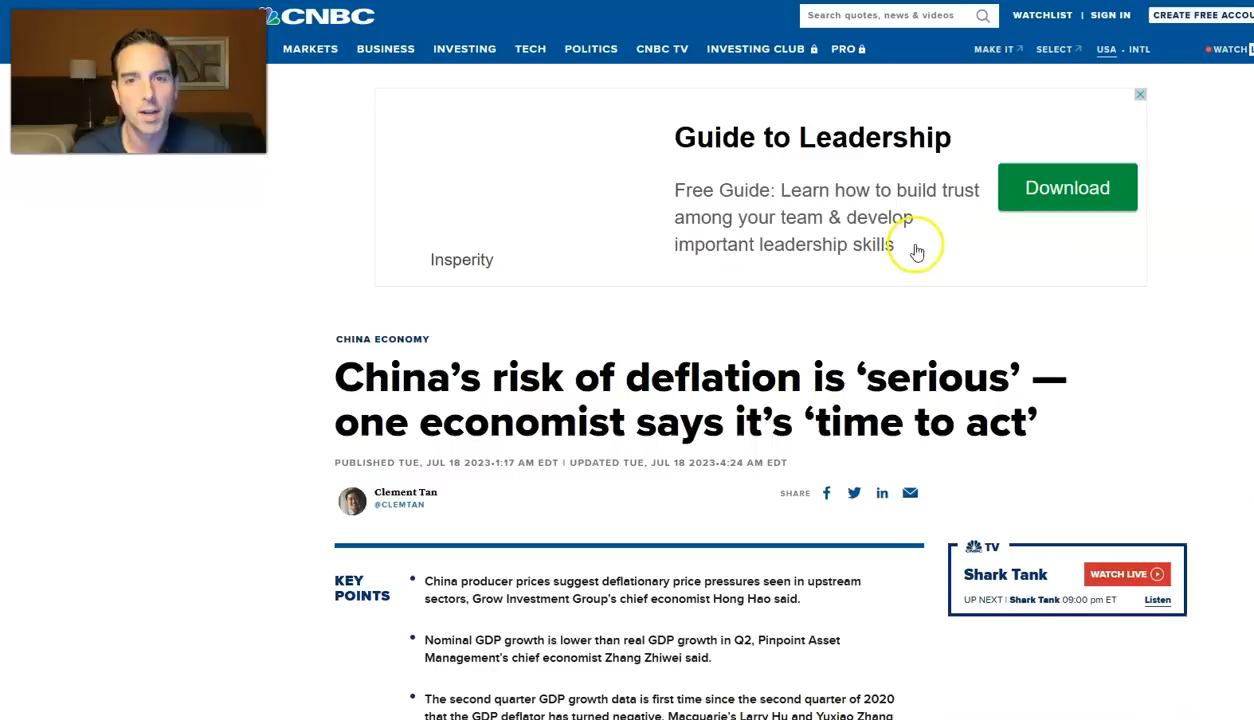 CNBC
Search quotes, news & videos
WATCHLIST | SIGN IN
CREATE FREE ACCOU
MARKETS BUSINESS INVESTING TECH POLITICS CNBC TV INVESTING CLUB PRO
MAKE IT SELECT USA • INTL WATCH L
Guide to Leadership
Free Guide: Learn how to build trust
among your team & develop
important leadership skills
Download
Insperity
CHINA ECONOMY
China’s risk of deflation is ‘serious’ —
one economist says it’s ‘time to act’
PUBLISHED TUE, JUL 18 2023•1:17 AM EDT | UPDATED TUE, JUL 18 2023•4:24 AM EDT
Clement Tan
@CLEMTAN
SHARE
KEY
POINTS
• China producer prices suggest deflationary price pressures seen in upstream
sectors, Grow Investment Group’s chief economist Hong Hao said.
• Nominal GDP growth is lower than real GDP growth in Q2, Pinpoint Asset
Management’s chief economist Zhang Zhiwei said.
• The second quarter GDP growth data is first time since the second quarter of 2020
that the GDP deflator has turned negative, Macquarie’s Larry Hu and Yuxiao Zhang
TV
Shark Tank
WATCH LIVE
UP NEXT | Shark Tank 09:00 pm ET
Listen